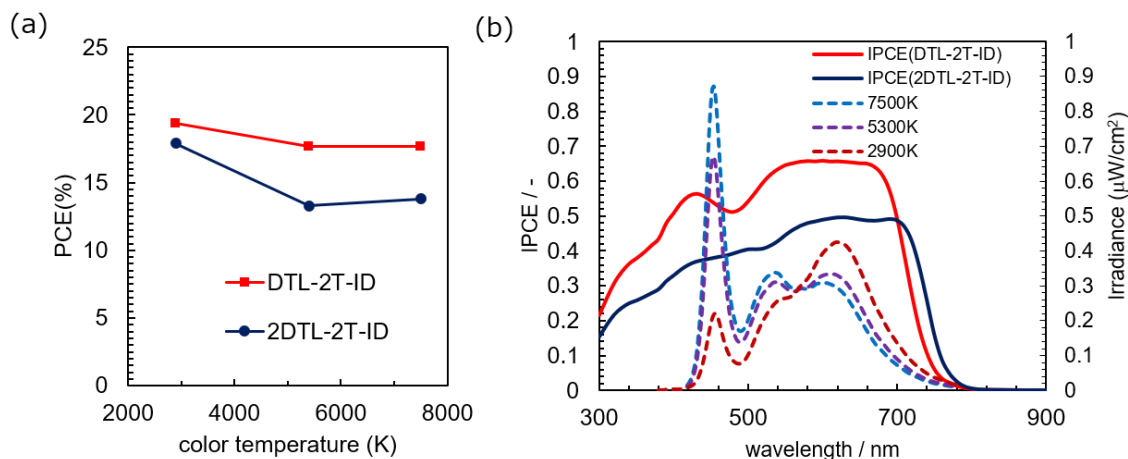 (a)
25
20
15
10
5
0
PCE(%)
DTL-2T-ID
2DTL-2T-ID
2000 4000 6000 8000
color temperature (K)
(b)
1
0.9
0.8
0.7
0.6
0.5
0.4
0.3
0.2
0.1
0
IPCE / -
IPCE(DTL-2T-ID)
IPCE(2DTL-2T-ID)
7500K
5300K
2900K
1
0.9
0.8
0.7
0.6
0.5
0.4
0.3
0.2
0.1
0
Irradiance (μW/cm²)
300 500 700 900
wavelength / nm